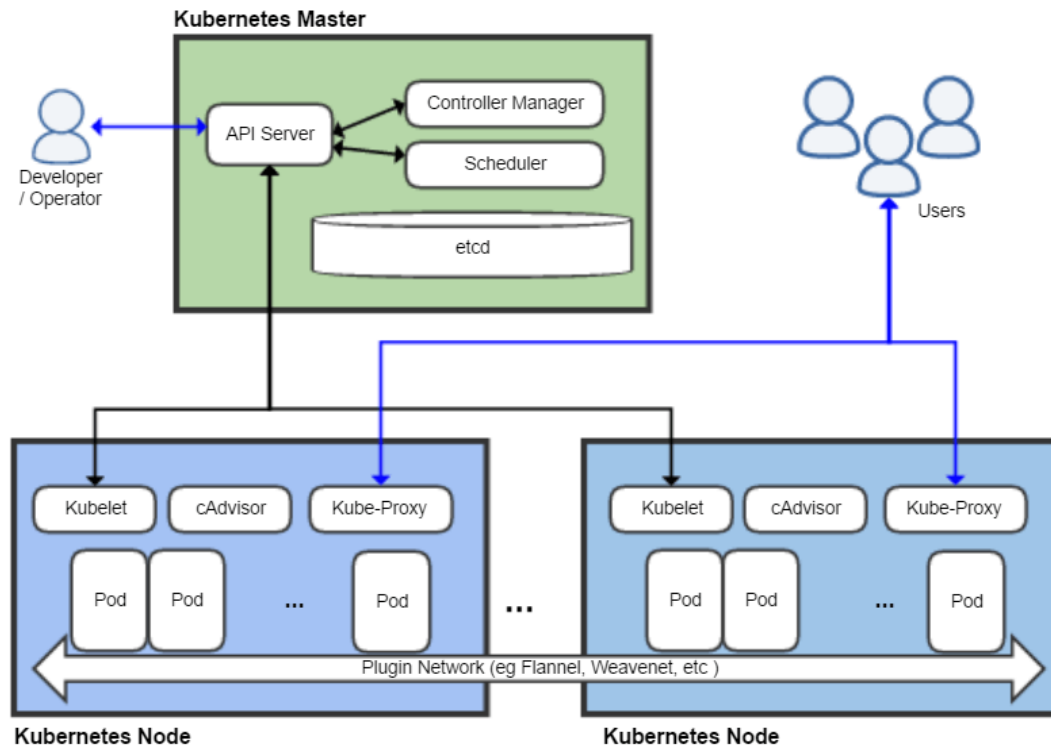 Kubernetes Master
Controller Manager
API Server
Scheduler
Developer
/ Operator
Users
etcd
Kubelet
cAdvisor
Kube-Proxy
Kubelet
cAdvisor
Kube-Proxy
Pod
Pod
...
Pod
...
Pod
Pod
...
Pod
Plugin Network (eg Flannel, Weavenet, etc )
Kubernetes Node
Kubernetes Node